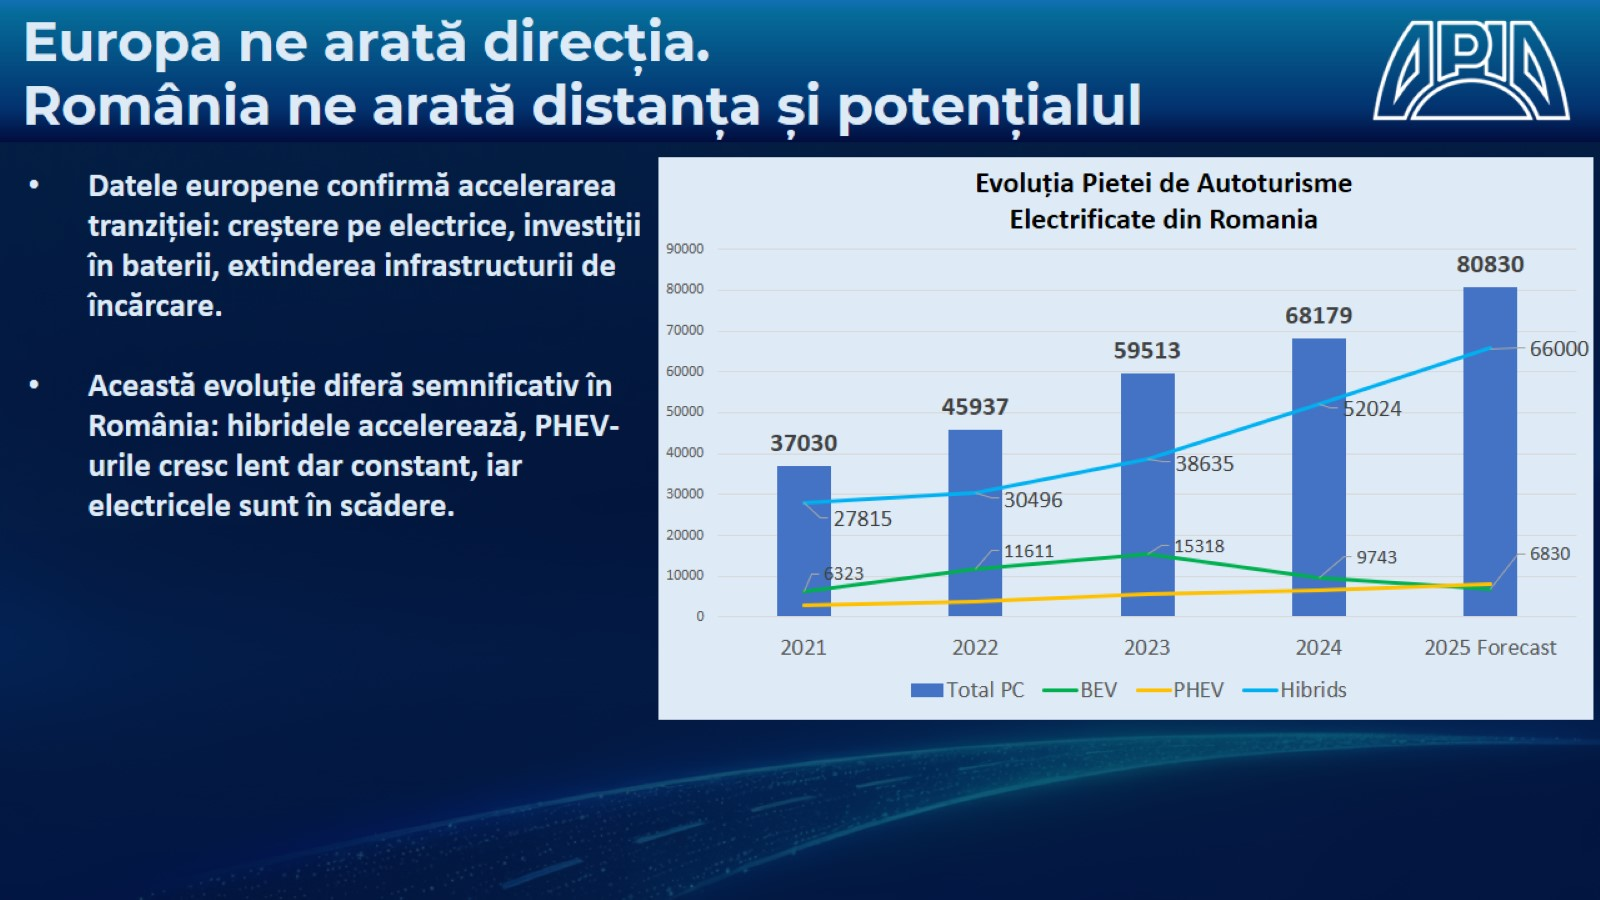 Europa ne arată direcția.
România ne arată distanța și potențialul
APIA
• Datele europene confirmă accelerarea
tranziției: creștere pe electrice, investiții
în baterii, extinderea infrastructurii de
încărcare.
• Această evoluție diferă semnificativ în
România: hibridele accelerează, PHEV-
urile cresc lent dar constant, iar
electricele sunt în scădere.
Evoluția Pietei de Autoturisme
Electrificate din Romania
90000
80000
70000
60000
50000
40000
30000
20000
10000
0
37030
45937
59513
68179
80830
27815
30496
38635
52024
66000
6323
11611
15318
9743
6830
2021 2022 2023 2024 2025 Forecast
Total PC BEV PHEV Hibrids